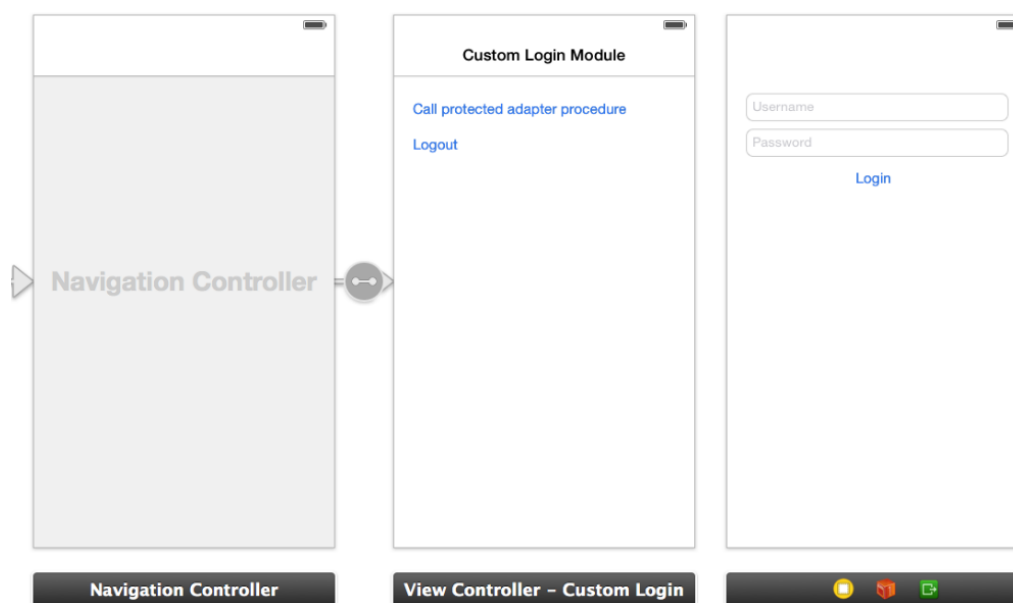 Navigation Controller
Navigation Controller
Custom Login Module
Call protected adapter procedure
Logout
View Controller – Custom Login
Username
Password
Login